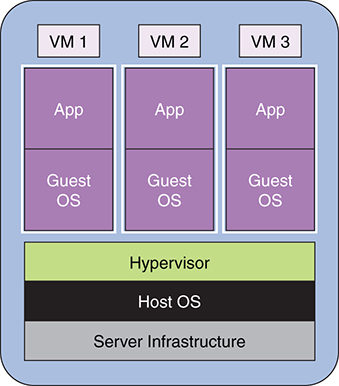 VM 1
VM 2
VM 3
App
App
App
Guest
OS
Guest
OS
Guest
OS
Hypervisor
Host OS
Server Infrastructure